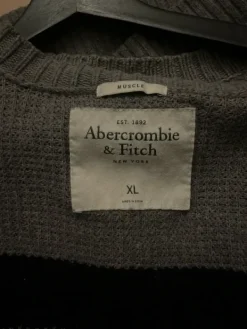 MUSCLE
EST. 1892
Abercrombie
& Fitch
NEW YORK
XL